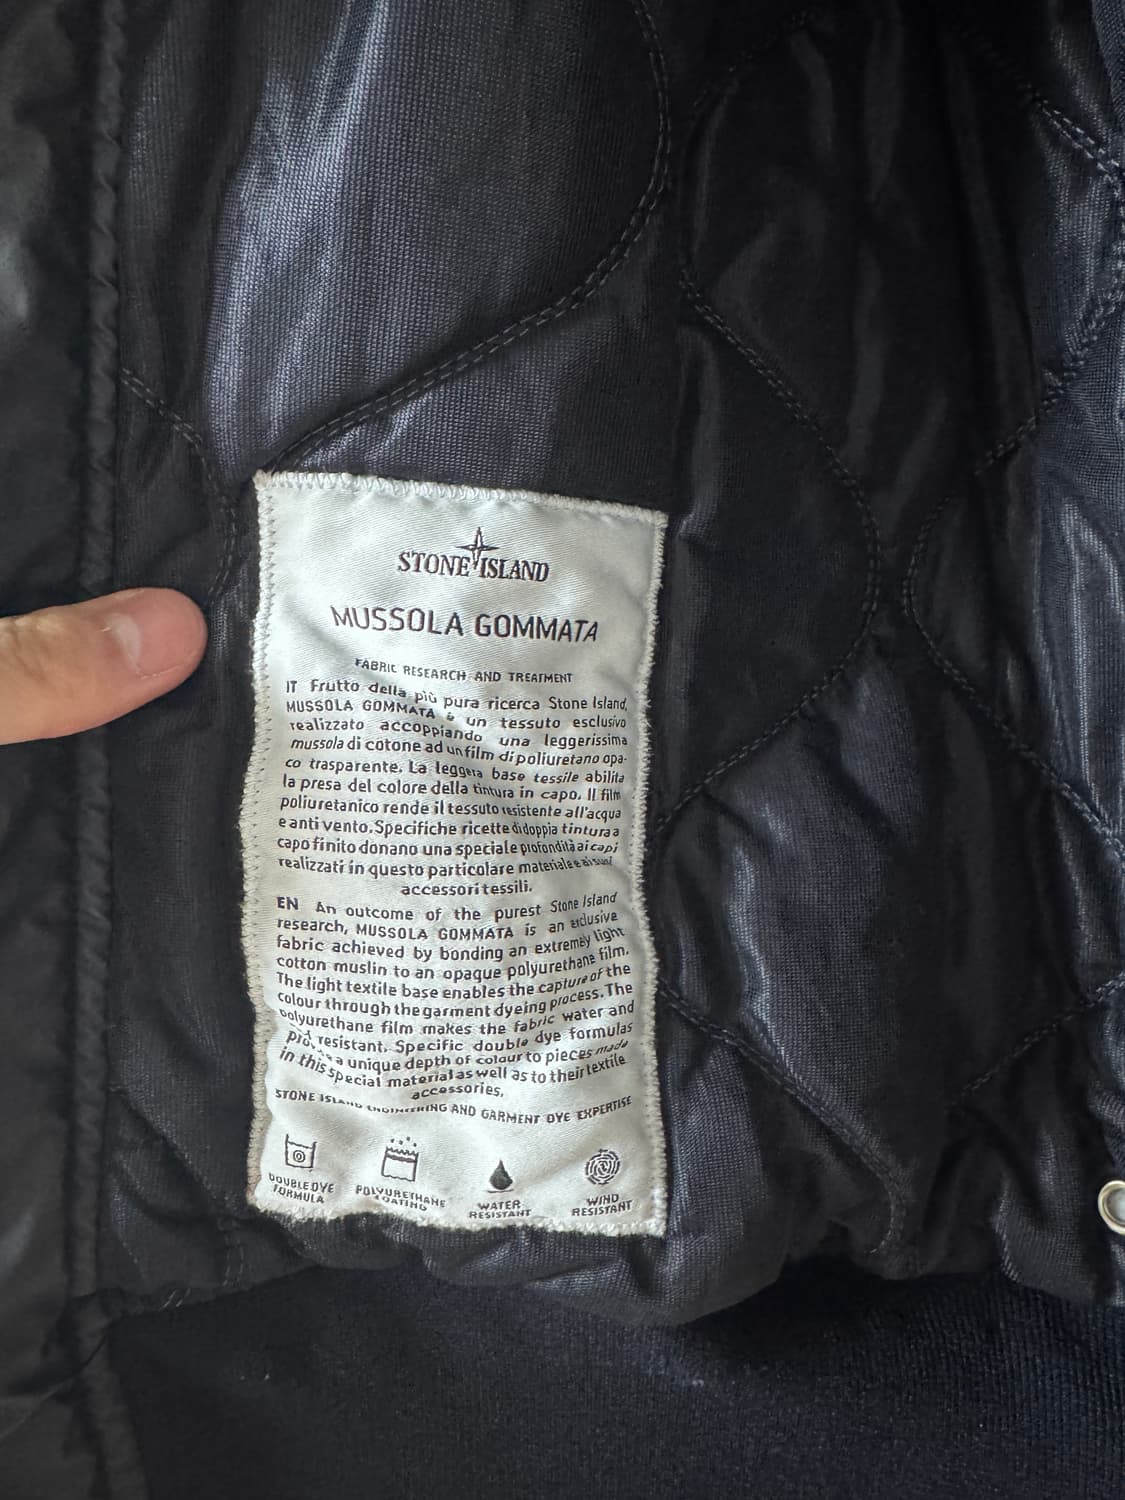 STONE ISLAND
MUSSOLA GOMMATA
FABRIC RESEARCH AND TREATMENT
IT Frutto della più pura ricerca Stone Island,
MUSSOLA GOMMATA è un tessuto esclusivo
realizzato accoppiando una leggerissima
mussola di cotone ad un film di poliuretano opa-
co trasparente. La leggera base tessile abilita
la presa del colore della tintura in capo. Il film
poliuretanico rende il tessuto resistente all'acqua
e anti vento. Specifiche ricette di doppia tintura a
capo finito donano una speciale profondità ai capi
realizzati in questo particolare materiale e ai suoi
accessori tessili.
EN An outcome of the purest Stone Island
research, MUSSOLA GOMMATA is an exclusive
fabric achieved by bonding an extremely light
cotton muslin to an opaque polyurethane film.
The light textile base enables the capture of the
colour through the garment dyeing process. The
polyurethane film makes the fabric water and
resistant. Specific double dye formulas
a unique depth of colour to pieces made
in this special material as well as to their textile
accessories.
STONE ISLAND ENGINEERING AND GARMENT DYE EXPERTISE
DOUBLE DYE
FORMULA
POLYURETHANE
COATING
WATER
RESISTANT
WIND
RESISTANT